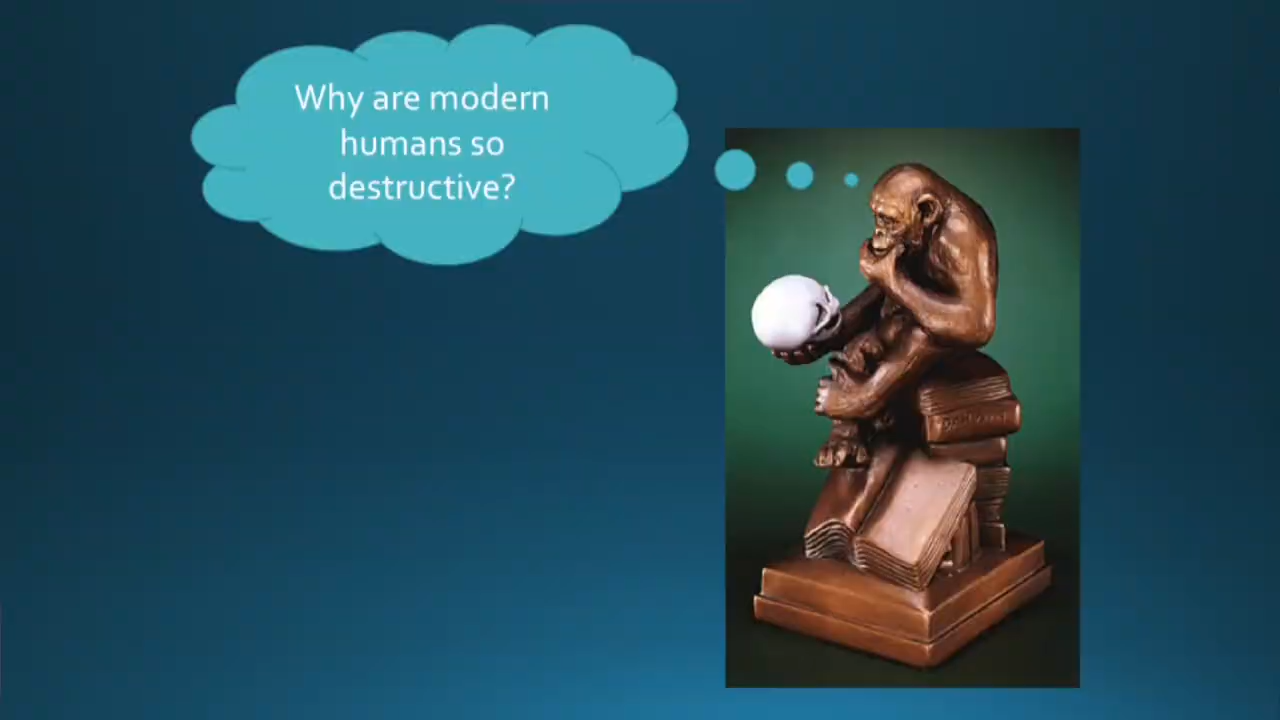 Why are modern
humans so
destructive?